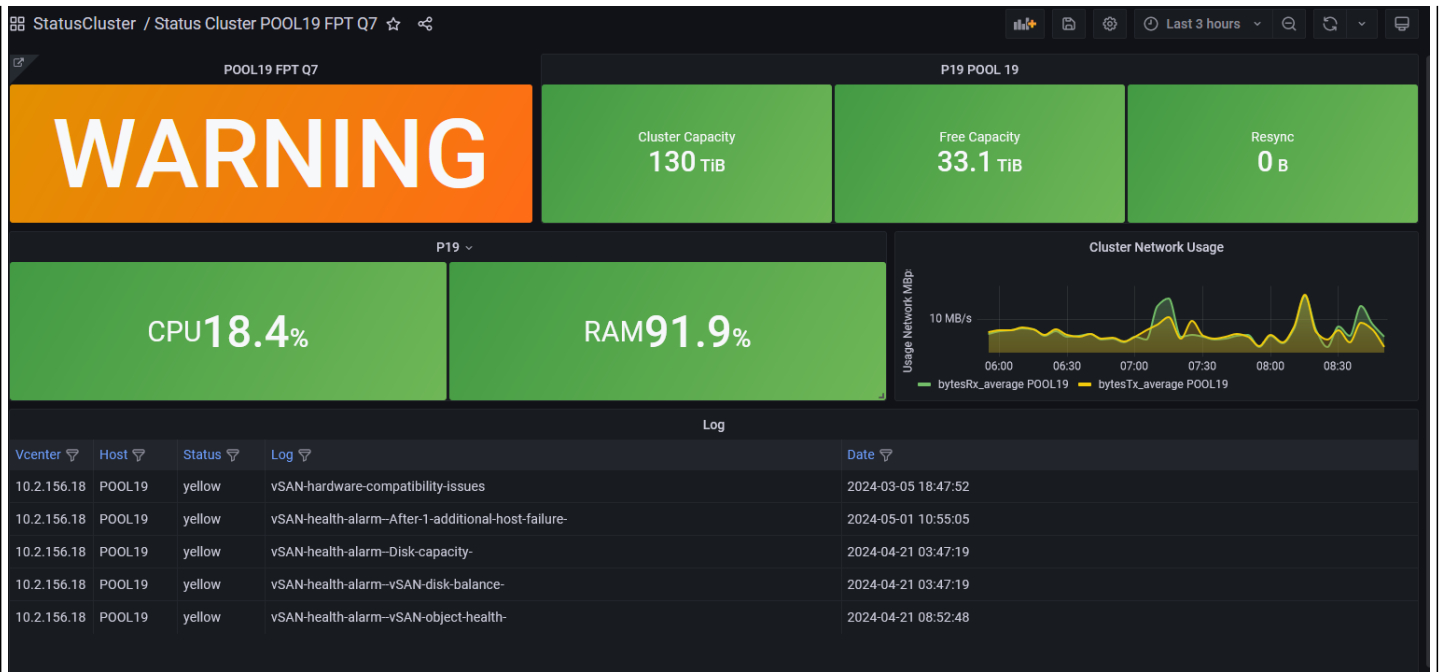 StatusCluster / Status Cluster POOL19 FPT Q7
Last 3 hours
POOL19 FPT Q7
WARNING
P19 POOL 19
Cluster Capacity
130 TiB
Free Capacity
33.1 TiB
Resync
0 B
P19
CPU18.4%
RAM91.9%
Cluster Network Usage
Usage Network MBp
10 MB/s
06:00 06:30 07:00 07:30 08:00 08:30
bytesRx_average POOL19 bytesTx_average POOL19
Log
Vcenter Host Status Log Date
10.2.156.18 POOL19 yellow vSAN-hardware-compatibility-issues 2024-03-05 18:47:52
10.2.156.18 POOL19 yellow vSAN-health-alarm--After-1-additional-host-failure- 2024-05-01 10:55:05
10.2.156.18 POOL19 yellow vSAN-health-alarm--Disk-capacity- 2024-04-21 03:47:19
10.2.156.18 POOL19 yellow vSAN-health-alarm--vSAN-disk-balance- 2024-04-21 03:47:19
10.2.156.18 POOL19 yellow vSAN-health-alarm--vSAN-object-health- 2024-04-21 08:52:48